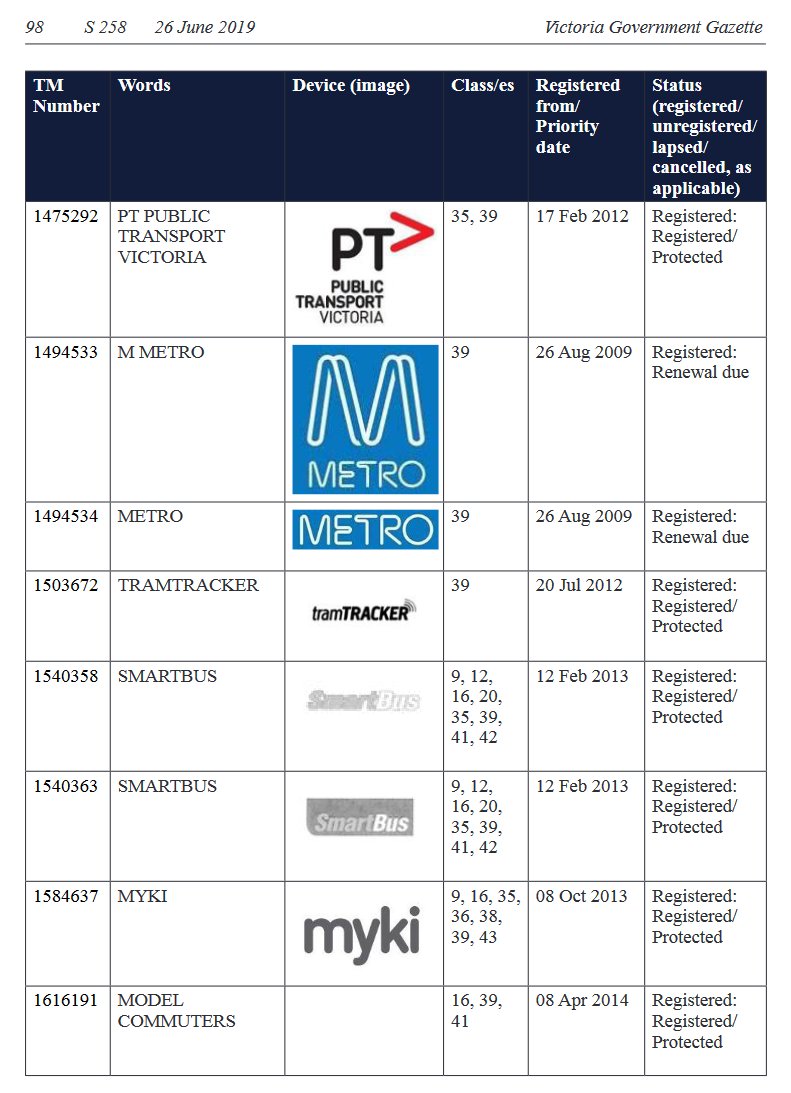 98 S 258 26 June 2019 Victoria Government Gazette
TM Number Words Device (image) Class/es Registered from/ Priority date Status (registered/ unregistered/ lapsed/ cancelled, as applicable)
1475292 PT PUBLIC TRANSPORT VICTORIA PT PUBLIC TRANSPORT VICTORIA 35, 39 17 Feb 2012 Registered: Registered/ Protected
1494533 M METRO M METRO 39 26 Aug 2009 Registered: Renewal due
1494534 METRO METRO 39 26 Aug 2009 Registered: Renewal due
1503672 TRAMTRACKER tramTRACKER 39 20 Jul 2012 Registered: Registered/ Protected
1540358 SMARTBUS SmartBus 9, 12, 16, 20, 35, 39, 41, 42 12 Feb 2013 Registered: Registered/ Protected
1540363 SMARTBUS SmartBus 9, 12, 16, 20, 35, 39, 41, 42 12 Feb 2013 Registered: Registered/ Protected
1584637 MYKI myki 9, 16, 35, 36, 38, 39, 43 08 Oct 2013 Registered: Registered/ Protected
1616191 MODEL COMMUTERS 16, 39, 41 08 Apr 2014 Registered: Registered/ Protected